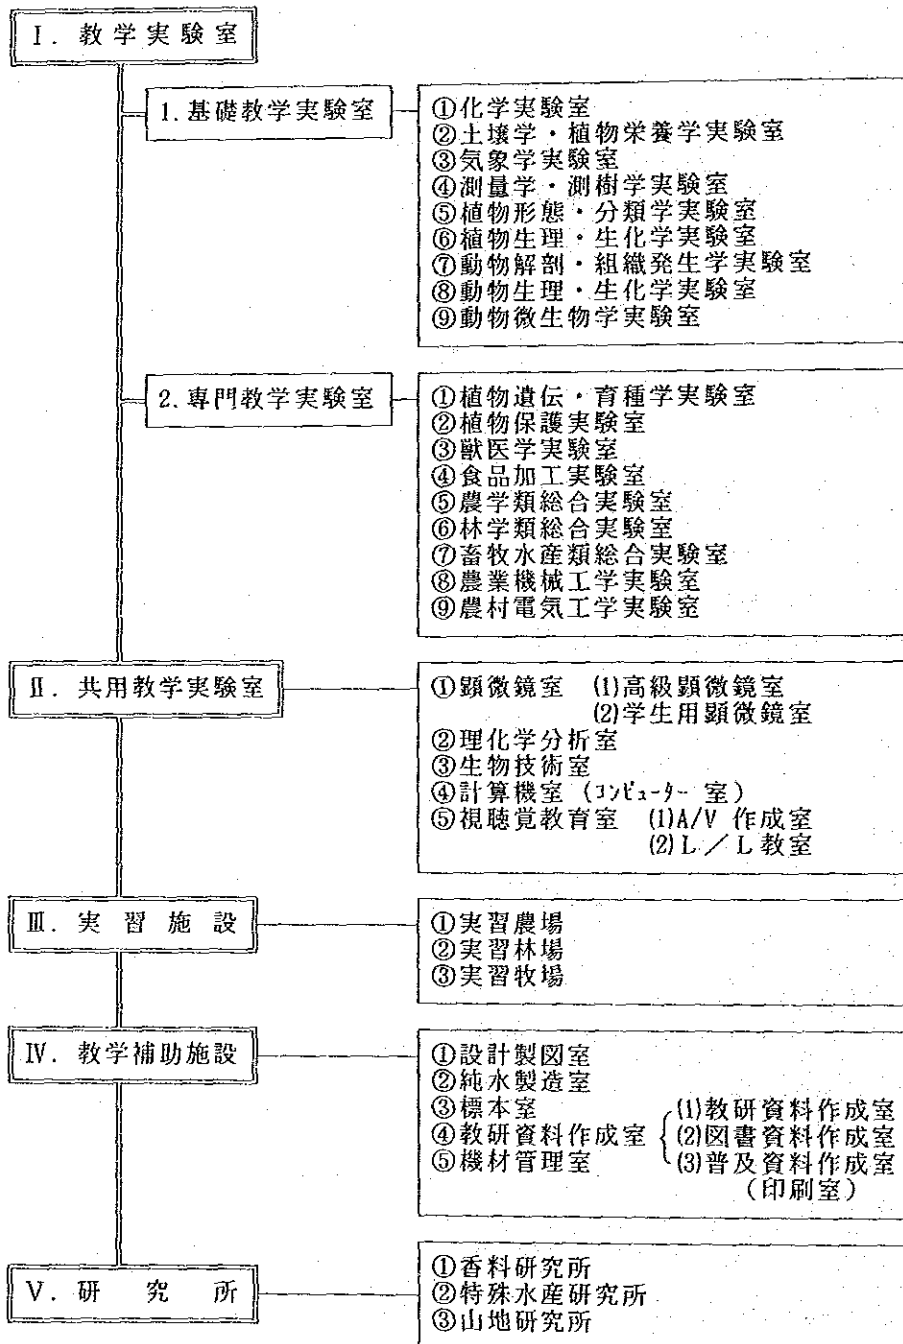 Ⅰ. 教学実験室
1. 基礎教学実験室
①化学実験室
②土壌学・植物栄養学実験室
③気象学実験室
④測量学・測樹学実験室
⑤植物形態・分類学実験室
⑥植物生理・生化学実験室
⑦動物解剖・組織発生学実験室
⑧動物生理・生化学実験室
⑨動物微生物学実験室
2. 専門教学実験室
①植物遺伝・育種学実験室
②植物保護実験室
③獣医学実験室
④食品加工実験室
⑤農学類総合実験室
⑥林学類総合実験室
⑦畜牧水産類総合実験室
⑧農業機械工学実験室
⑨農村電気工学実験室
Ⅱ. 共用教学実験室
①顕微鏡室 (1)高級顕微鏡室
(2)学生用顕微鏡室
②理化学分析室
③生物技術室
④計算機室 (コンピューター 室)
⑤視聴覚教育室 (1)A/V 作成室
(2)L/L教室
Ⅲ. 実習施設
①実習農場
②実習林場
③実習牧場
Ⅳ. 教学補助施設
①設計製図室
②純水製造室
③標本室
④教研資料作成室
⑤機材管理室
(1)教研資料作成室
(2)図書資料作成室
(3)普及資料作成室
(印刷室)
Ⅴ. 研究所
①香料研究所
②特殊水産研究所
③山地研究所